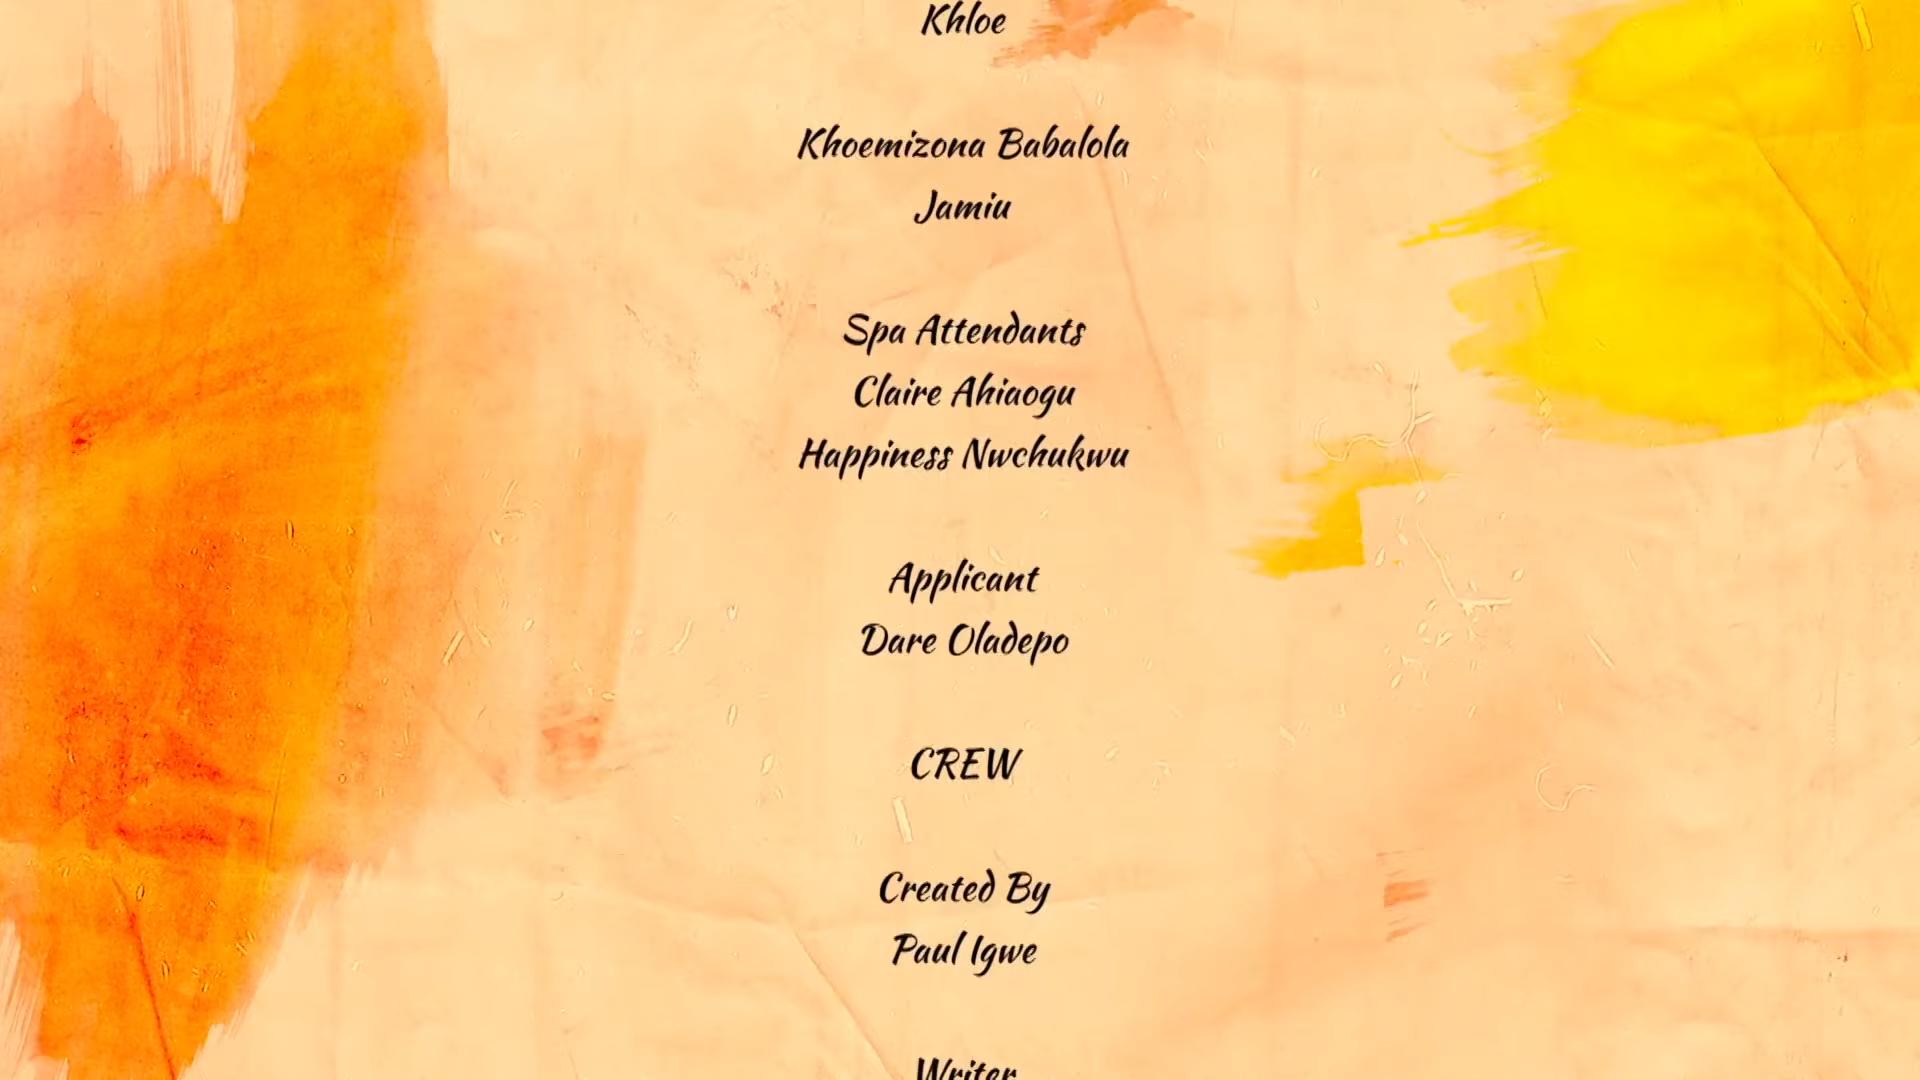 Khloe
Khoemizona Babalola
Jamiu
Spa Attendants
Claire Ahiaogu
Happiness Nwchukwu
Applicant
Dare Oladepo
CREW
Created By
Paul Igwe
Writer